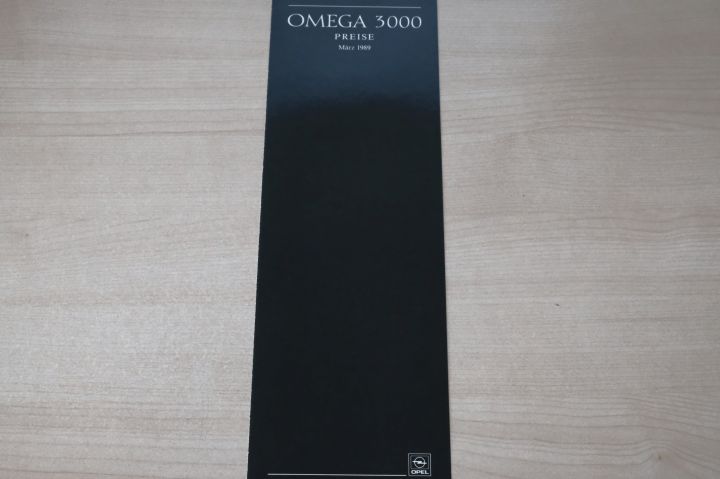 OMEGA 3000
PREISE
März 1989
OPEL